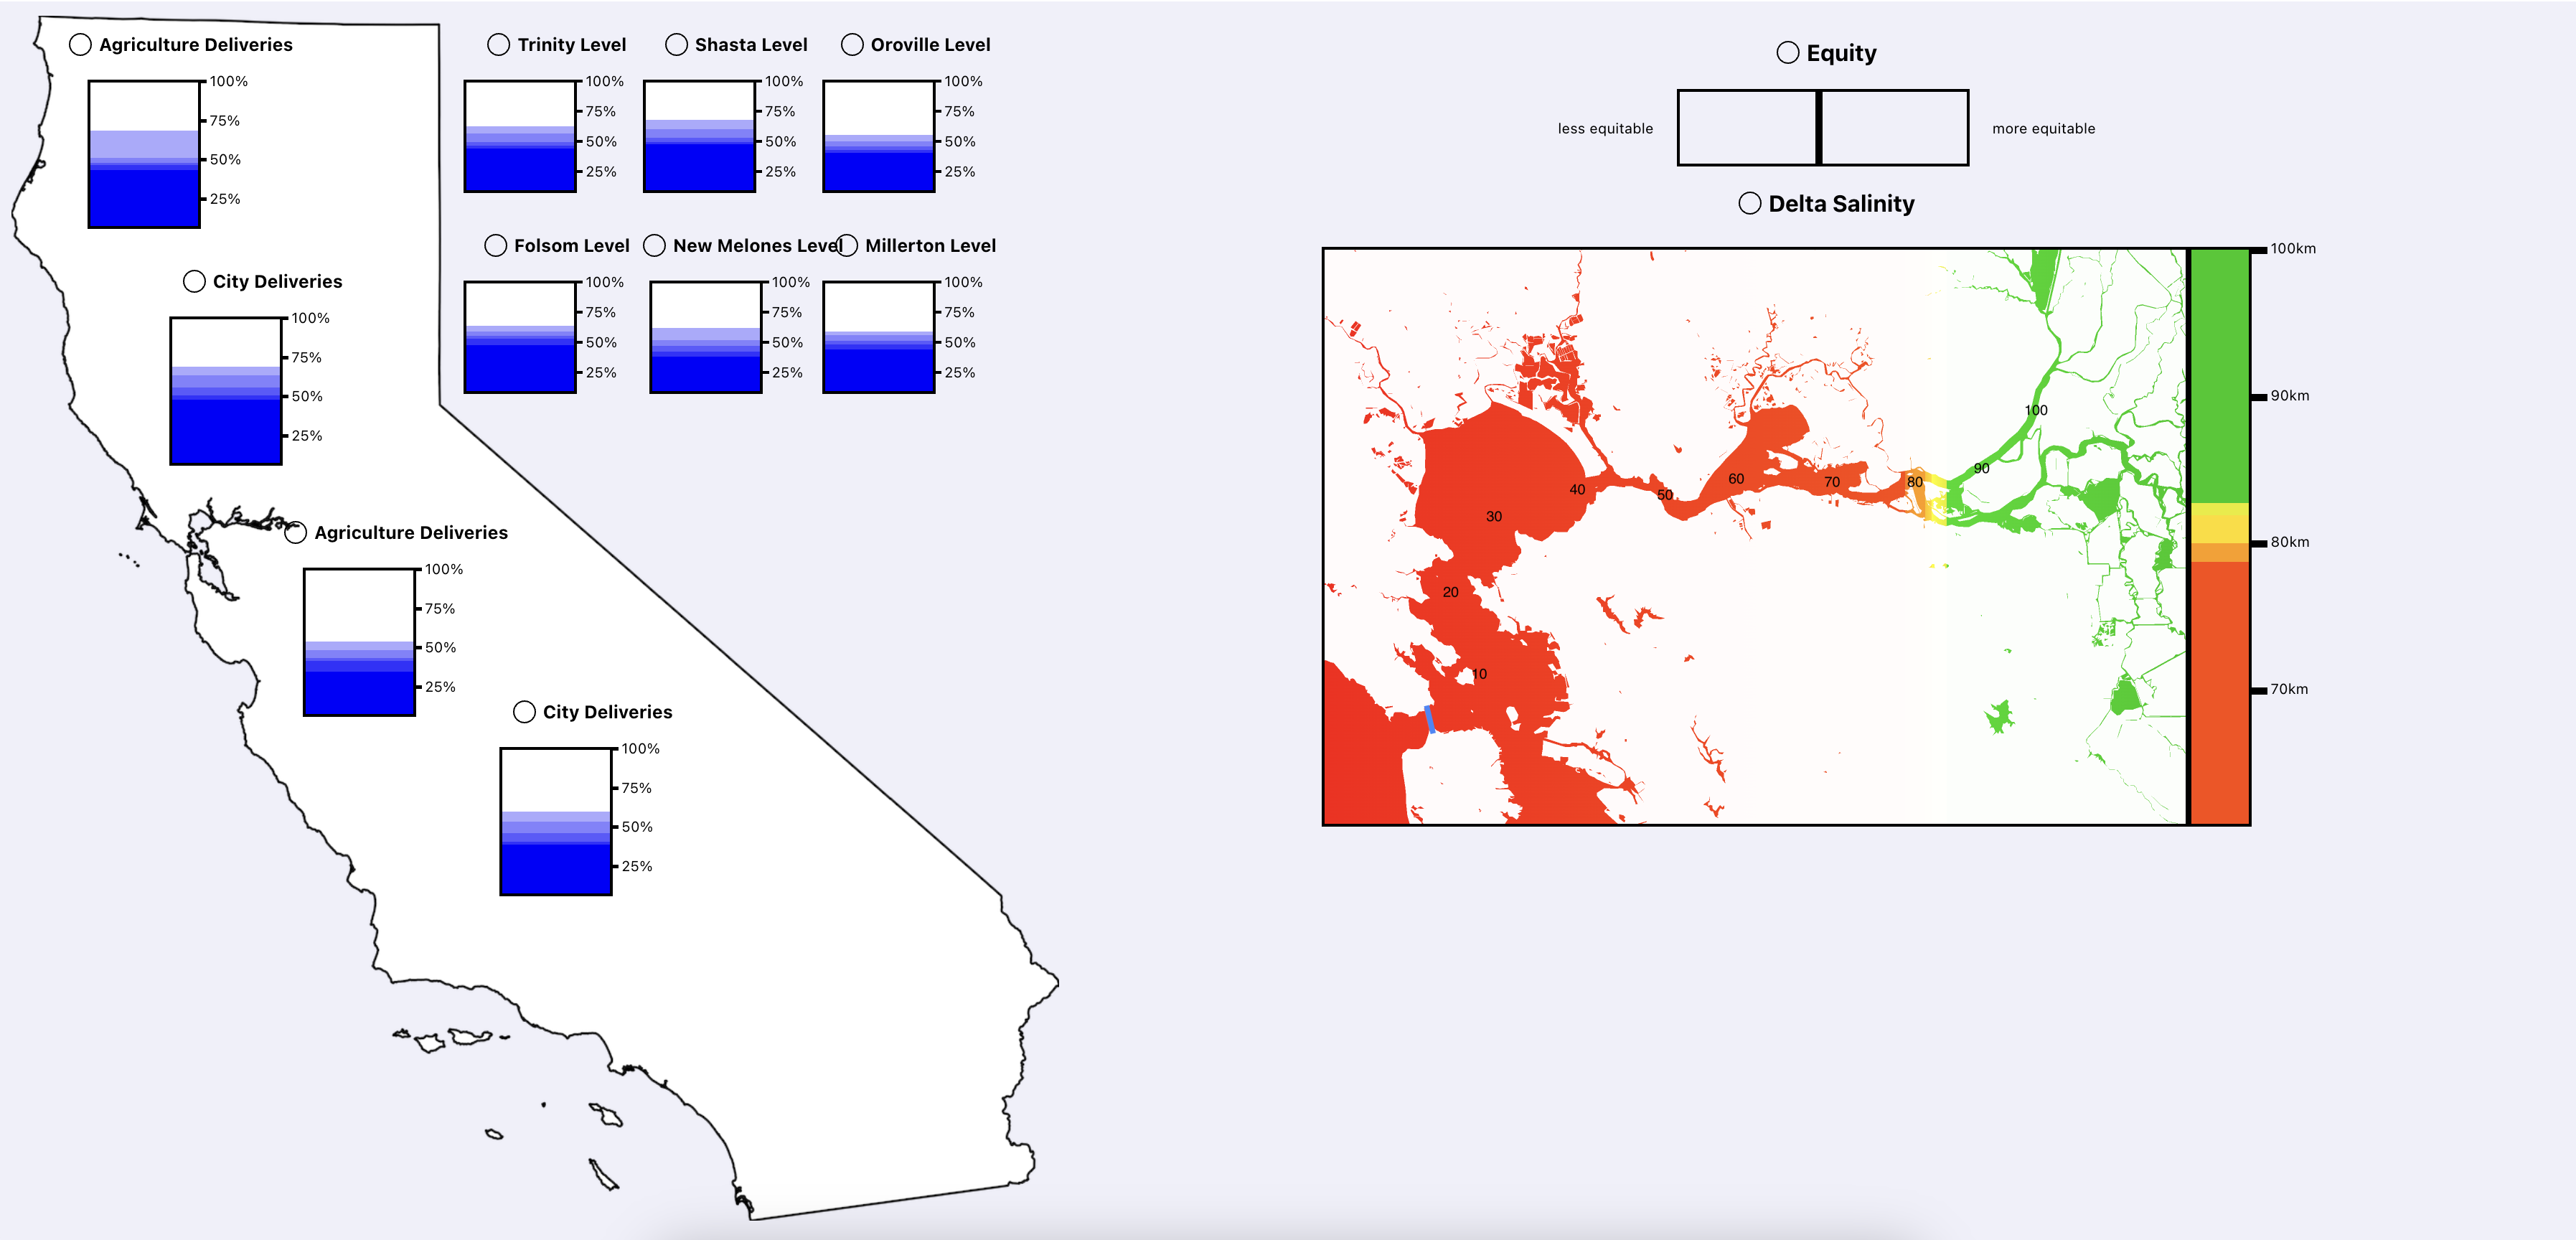 Agriculture Deliveries
100%
75%
50%
25%
City Deliveries
100%
75%
50%
25%
Agriculture Deliveries
100%
75%
50%
25%
City Deliveries
100%
75%
50%
25%
Trinity Level
100%
75%
50%
25%
Shasta Level
100%
75%
50%
25%
Oroville Level
100%
75%
50%
25%
Folsom Level
100%
75%
50%
25%
New Melones Level
100%
75%
50%
25%
Millerton Level
100%
75%
50%
25%
Equity
less equitable
more equitable
Delta Salinity
100
90
80
70
60
50
40
30
20
10
100km
90km
80km
70km